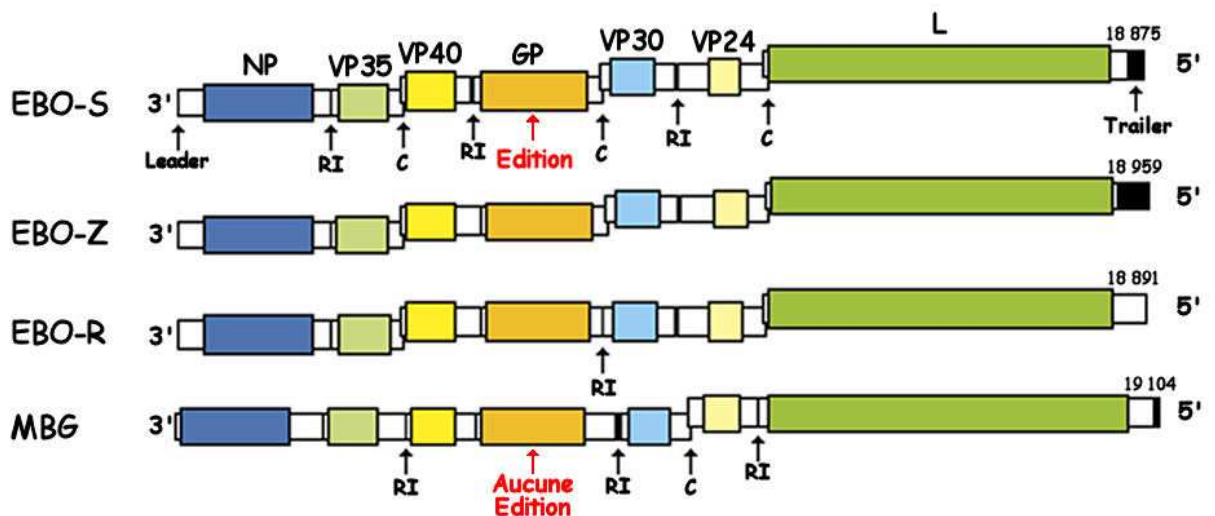 L
NP VP35 VP40 GP VP30 VP24 18 875
EBO-S 3' 5'
Leader RI C RI Edition C RI C Trailer
18 959
EBO-Z 3' 5'
18 891
EBO-R 3' 5'
RI
19 104
MBG 3' 5'
RI Aucune RI C RI
Edition